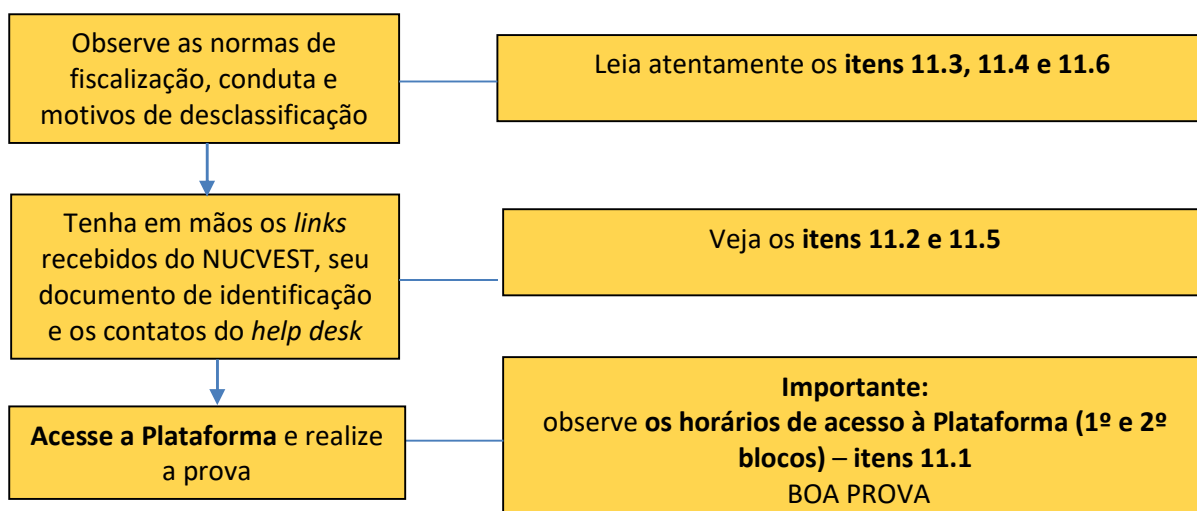 Observe as normas de
fiscalização, conduta e
motivos de desclassificação
Leia atentamente os itens 11.3, 11.4 e 11.6
Tenha em mãos os links
recebidos do NUCVEST, seu
documento de identificação
e os contatos do help desk
Veja os itens 11.2 e 11.5
Acesse a Plataforma e realize
a prova
Importante:
observe os horários de acesso à Plataforma (1º e 2º
blocos) – itens 11.1
BOA PROVA